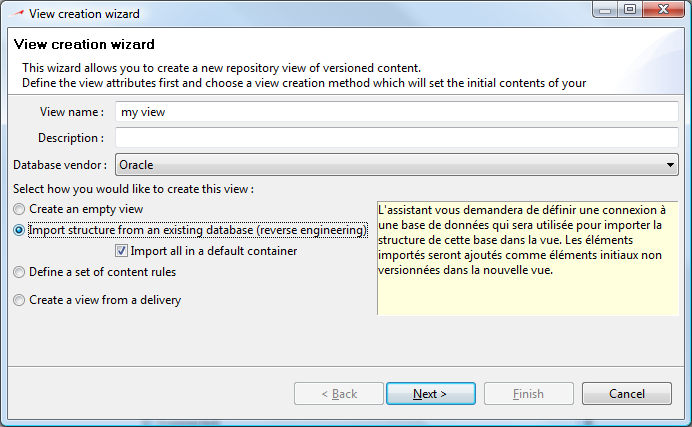 View creation wizard
View creation wizard
This wizard allows you to create a new repository view of versioned content.
Define the view attributes first and choose a view creation method which will set the initial contents of your
View name : my view
Description :
Database vendor : Oracle
Select how you would like to create this view :
Create an empty view
Import structure from an existing database (reverse engineering)
Import all in a default container
Define a set of content rules
Create a view from a delivery
L'assistant vous demandera de définir une connexion à
une base de données qui sera utilisée pour importer la
structure de cette base dans la vue. Les éléments
importés seront ajoutés comme éléments initiaux non
versionnées dans la nouvelle vue.
< Back
Next >
Finish
Cancel